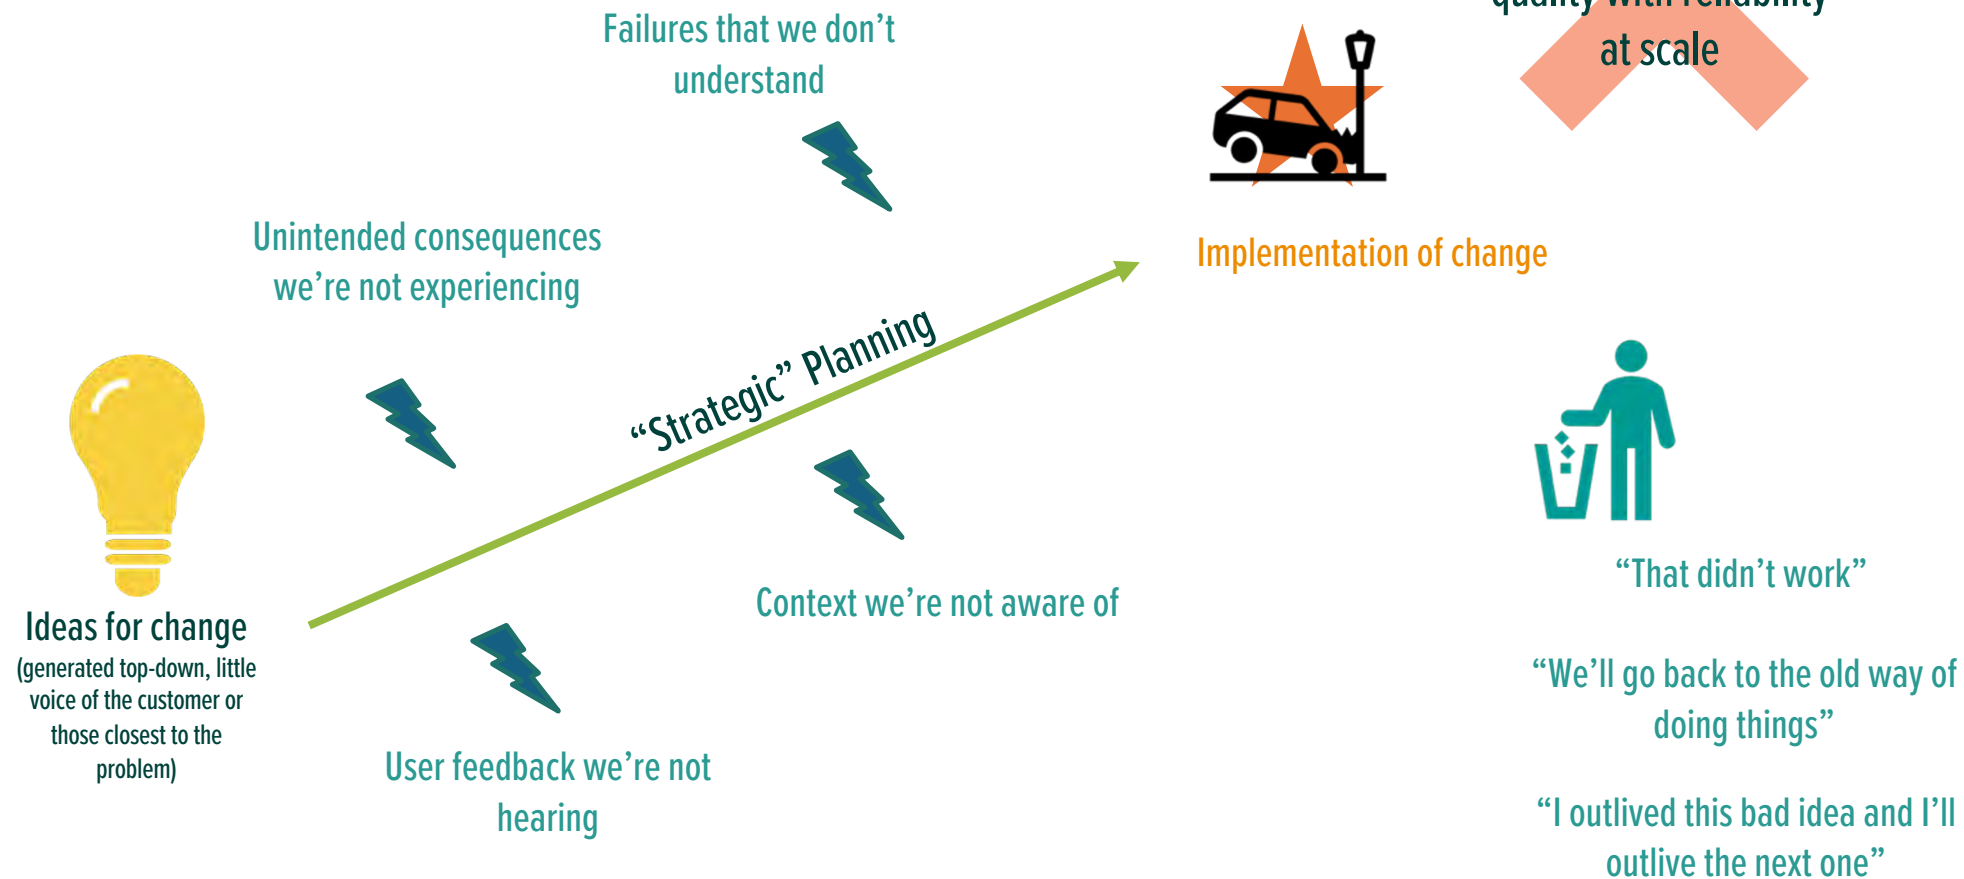 quality with reliability
at scale
Failures that we don’t
understand
Unintended consequences
we’re not experiencing
Implementation of change
“Strategic” Planning
Ideas for change
(generated top-down, little
voice of the customer or
those closest to the
problem)
Context we’re not aware of
User feedback we’re not
hearing
“That didn’t work”
“We’ll go back to the old way of
doing things”
“I outlived this bad idea and I’ll
outlive the next one”